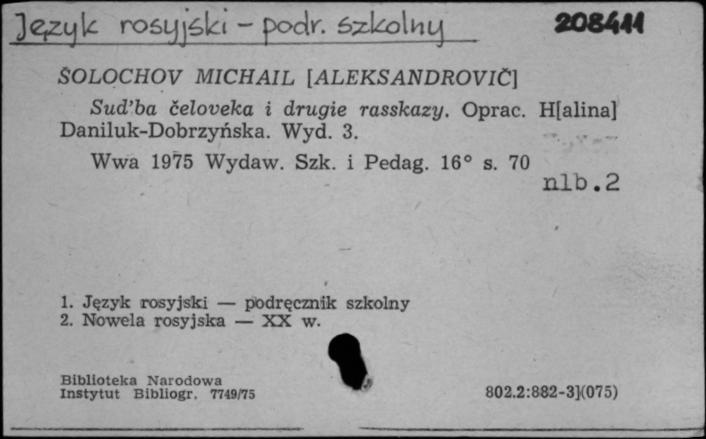 Język rosyjski - podr. szkolny 208411
ŠOLOCHOV MICHAIL [ALEKSANDROVIČ]
Sud'ba čeloveka i drugie rasskazy. Oprac. H[alina]
Daniluk-Dobrzyńska. Wyd. 3.
Wwa 1975 Wydaw. Szk. i Pedag. 16° s. 70
nlb.2
1. Język rosyjski — podręcznik szkolny
2. Nowela rosyjska — XX w.
Biblioteka Narodowa
Instytut Bibliogr. 7749/75 802.2:882-3](075)